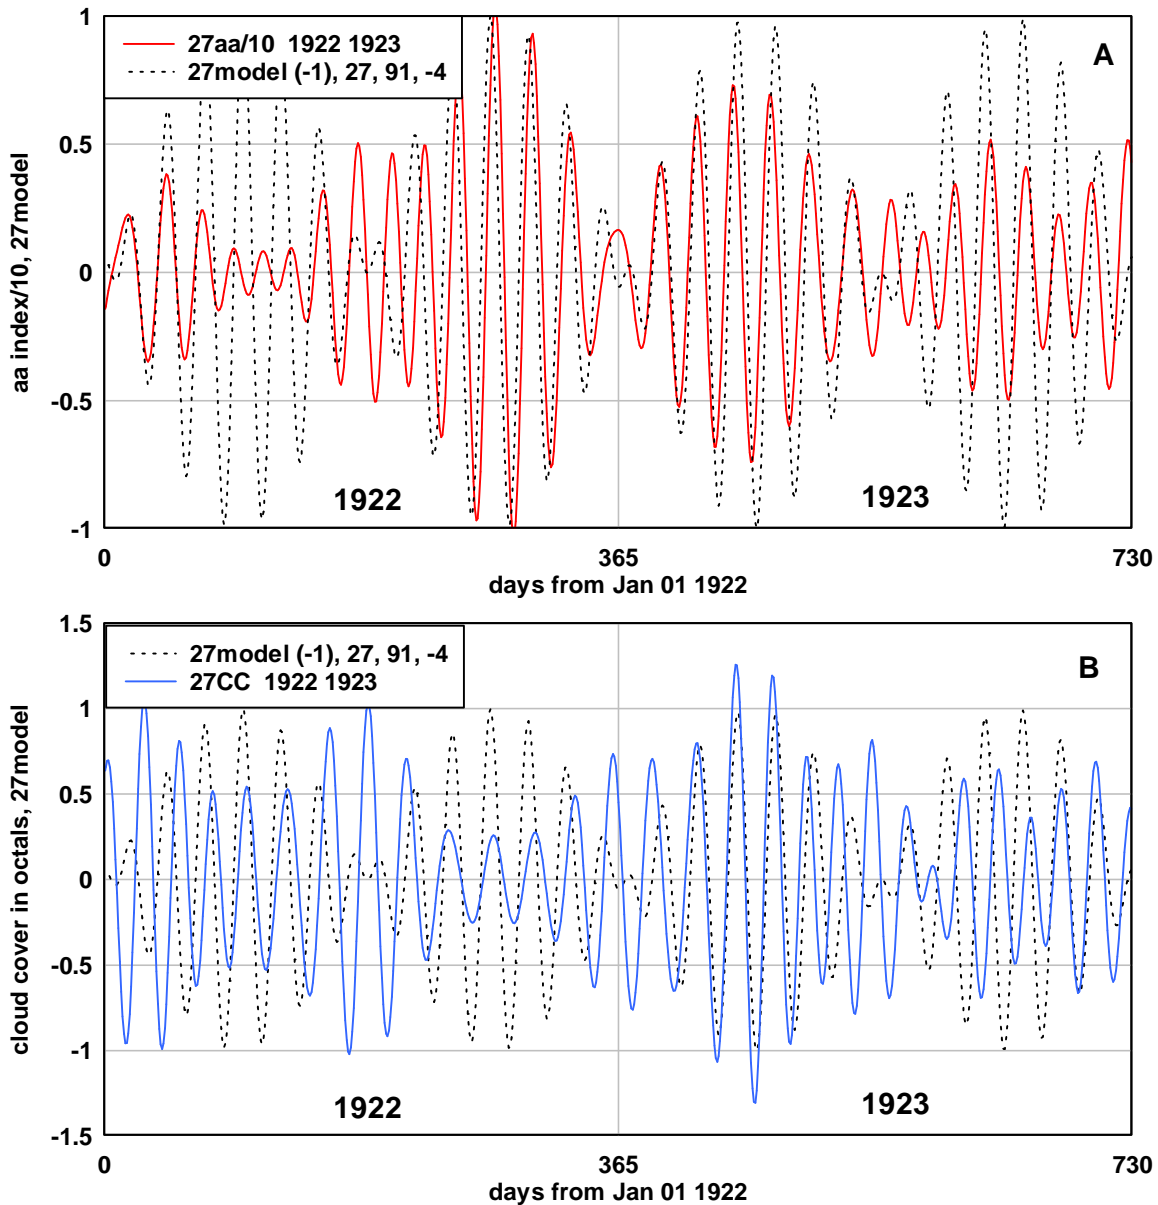 1
27aa/10 1922 1923
27model (-1), 27, 91, -4
A
0.5
0
-0.5
-1
aa index/10, 27model
1922
1923
0
365
730
days from Jan 01 1922
1.5
27model (-1), 27, 91, -4
27CC 1922 1923
B
1
0.5
0
-0.5
-1
-1.5
cloud cover in octals, 27model
1922
1923
0
365
730
days from Jan 01 1922